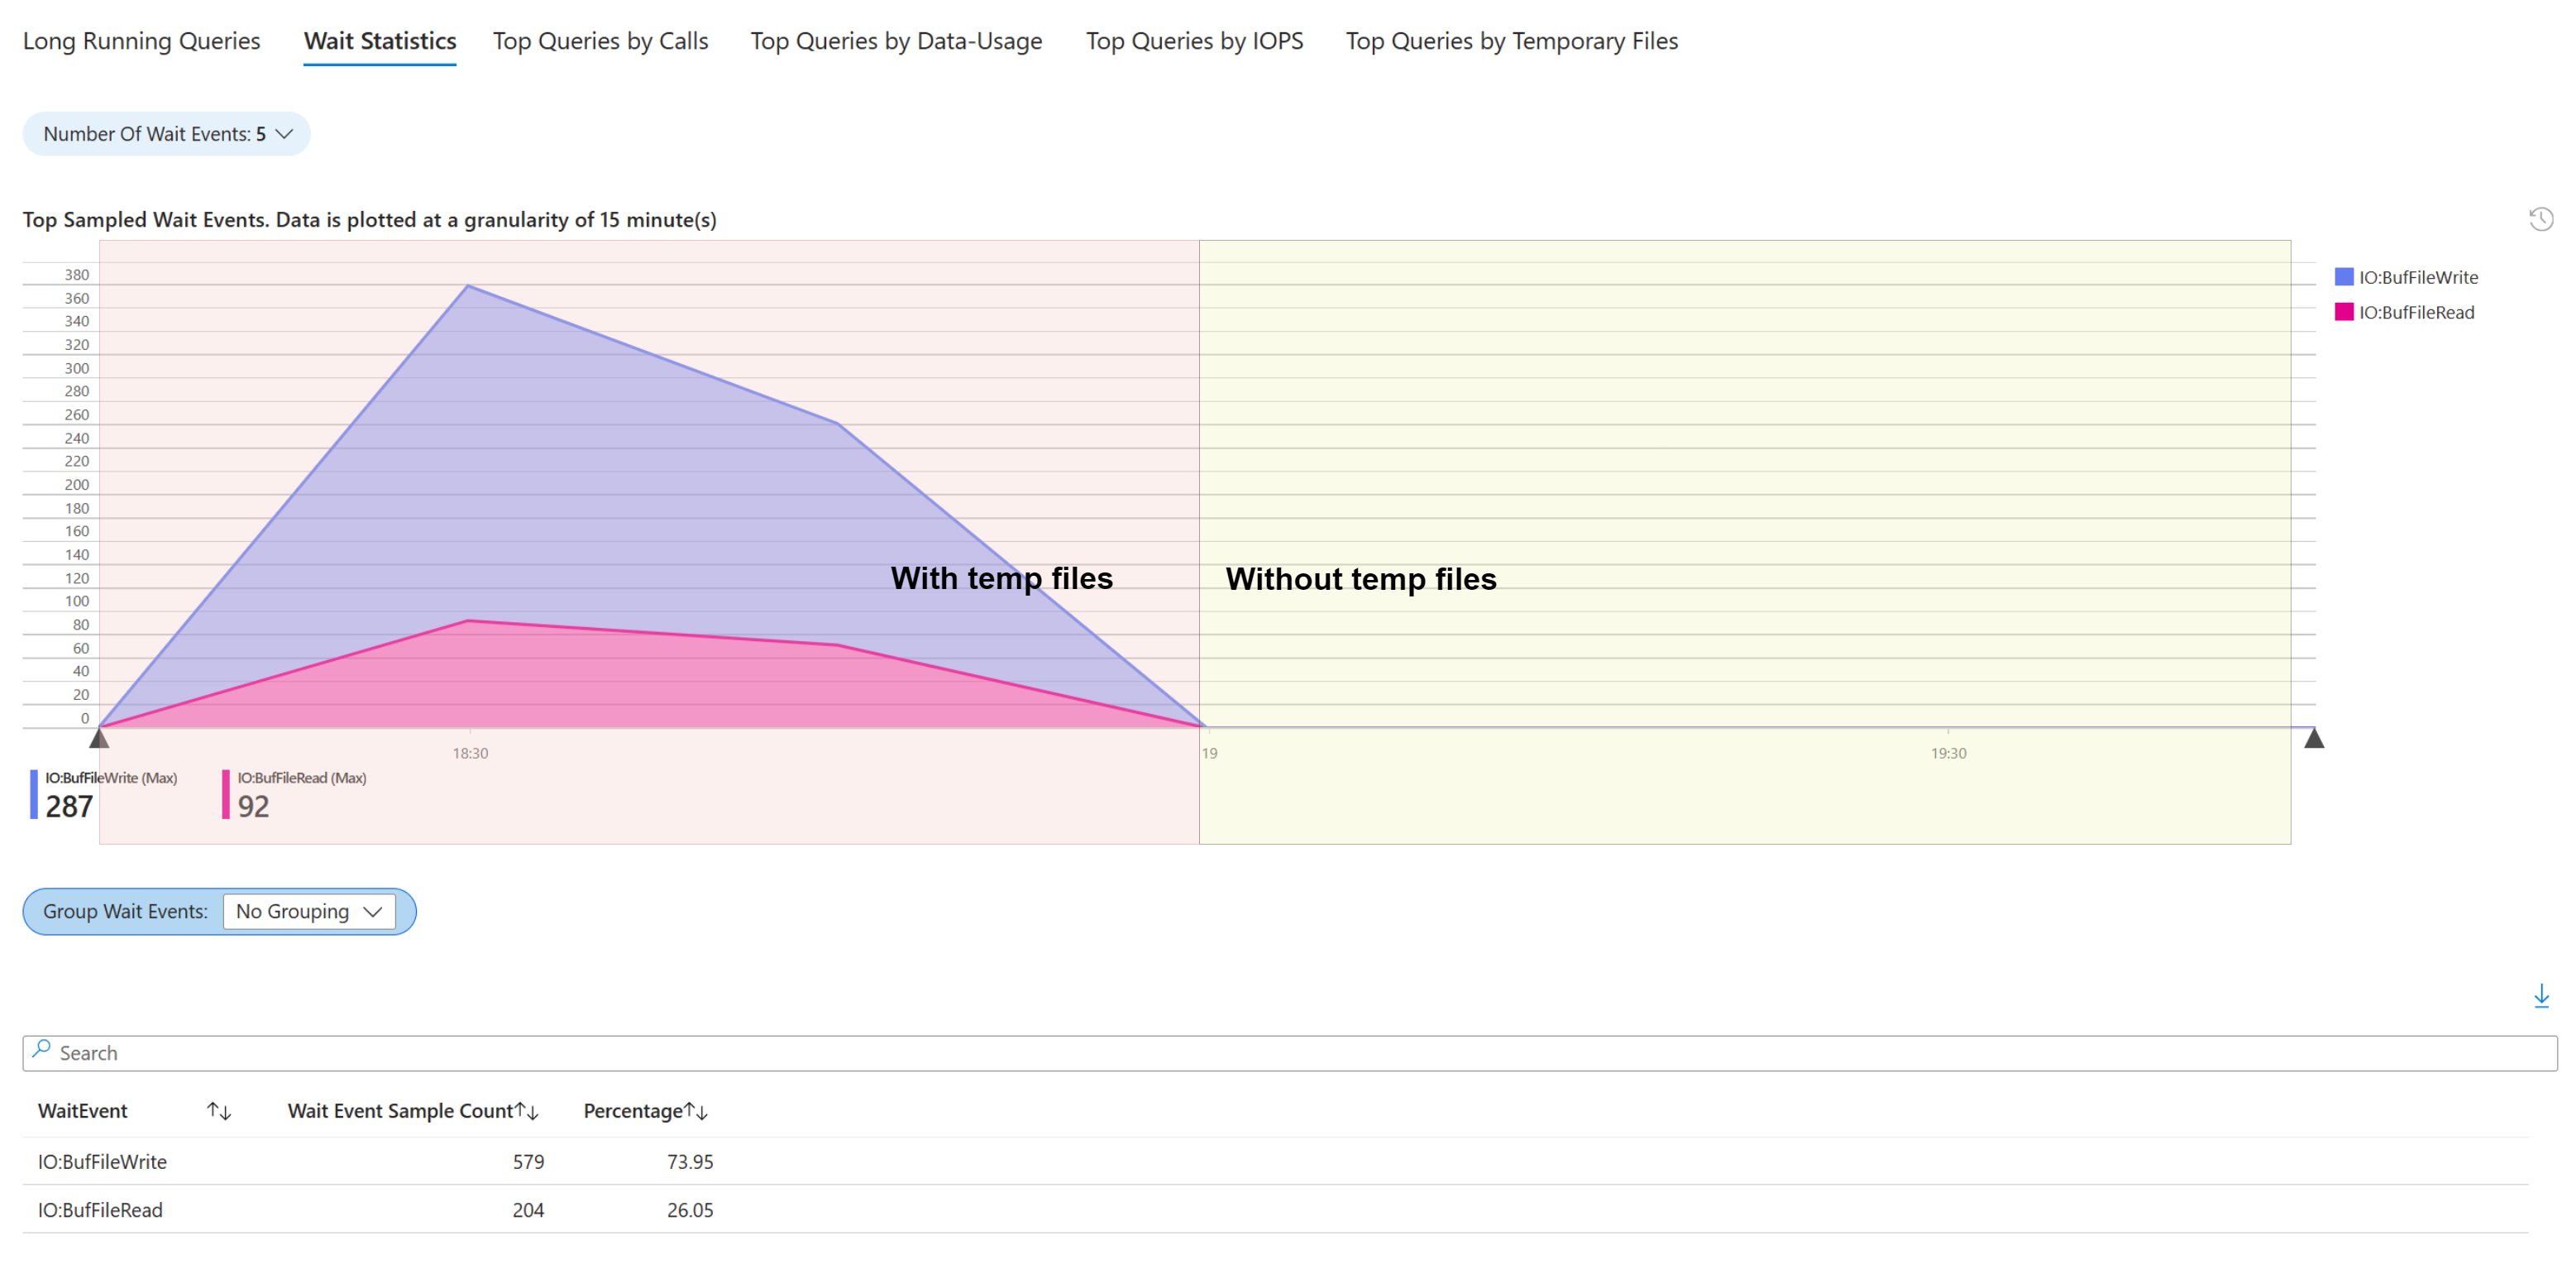 Long Running Queries Wait Statistics Top Queries by Calls Top Queries by Data-Usage Top Queries by IOPS Top Queries by Temporary Files
Number Of Wait Events: 5
Top Sampled Wait Events. Data is plotted at a granularity of 15 minute(s)
380
360
340
320
300
280
260
240
220
200
180
160
140
120
100
80
60
40
20
0
IO:BufFileWrite
IO:BufFileRead
With temp files Without temp files
18:30 19 19:30
IO:BufFileWrite (Max) IO:BufFileRead (Max)
287 92
Group Wait Events: No Grouping
Search
WaitEvent Wait Event Sample Count Percentage
IO:BufFileWrite 579 73.95
IO:BufFileRead 204 26.05